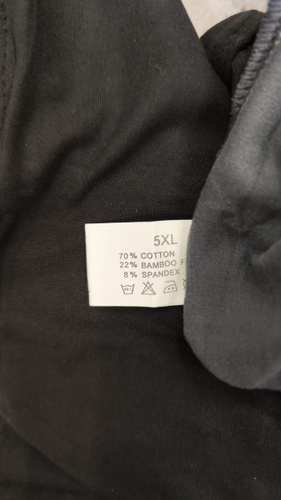 5XL
70% COTTON
22% BAMBOO F
8% SPANDEX